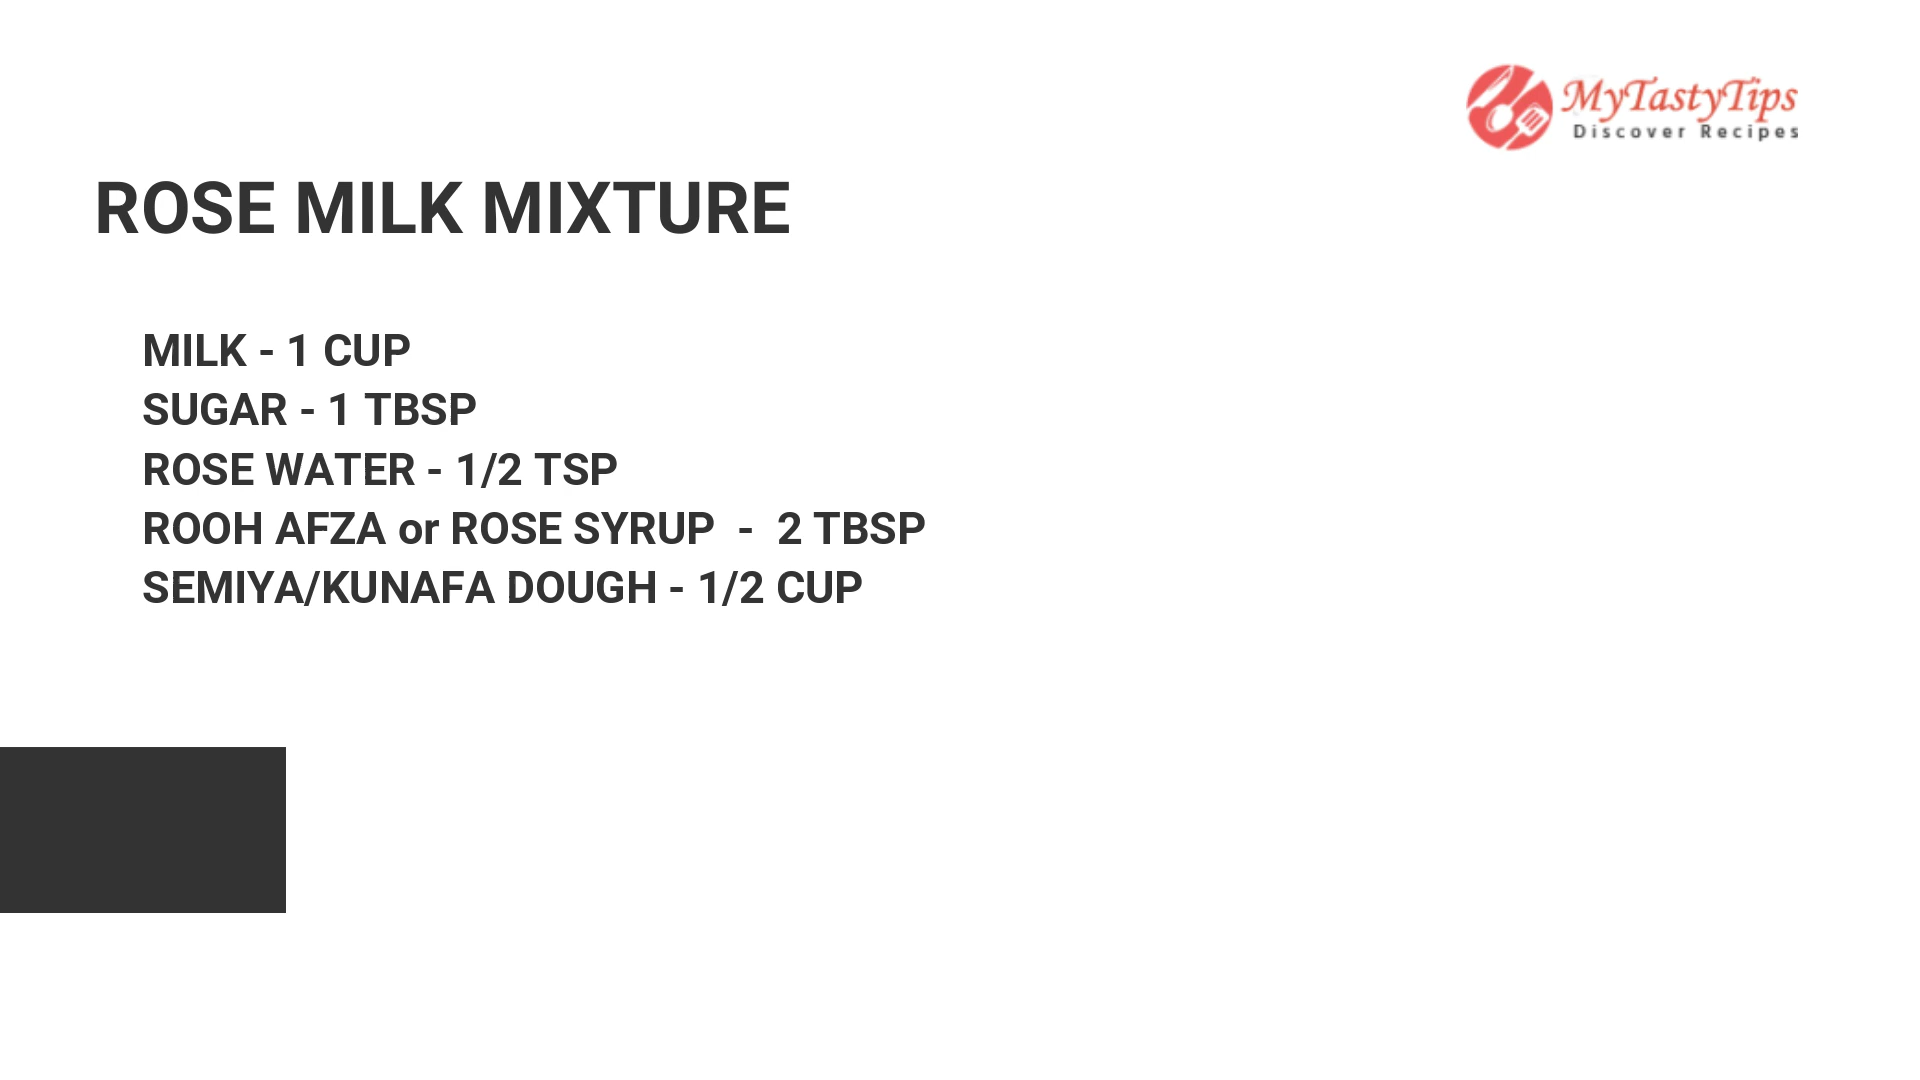 MyTastyTips
Discover Recipes
ROSE MILK MIXTURE
MILK - 1 CUP
SUGAR - 1 TBSP
ROSE WATER - 1/2 TSP
ROOH AFZA or ROSE SYRUP - 2 TBSP
SEMIYA/KUNAFA DOUGH - 1/2 CUP